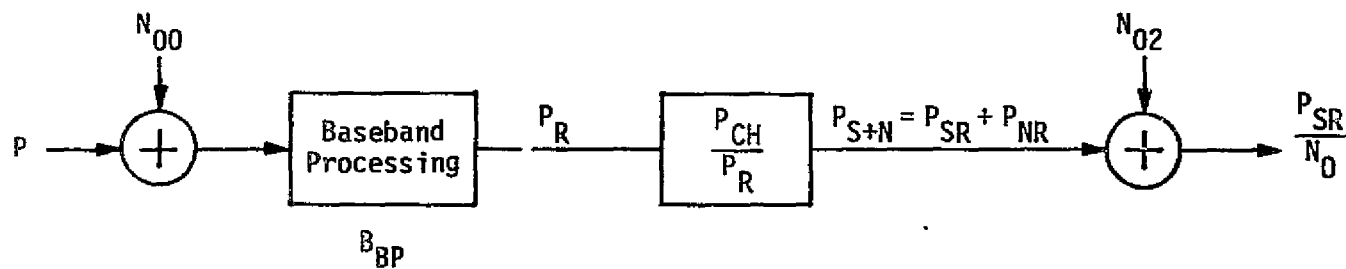 N00
N02
P
+
Baseband
Processing
PR
PCH
PR
PS+N = PSR + PNR
+
PSR
N0
BBP